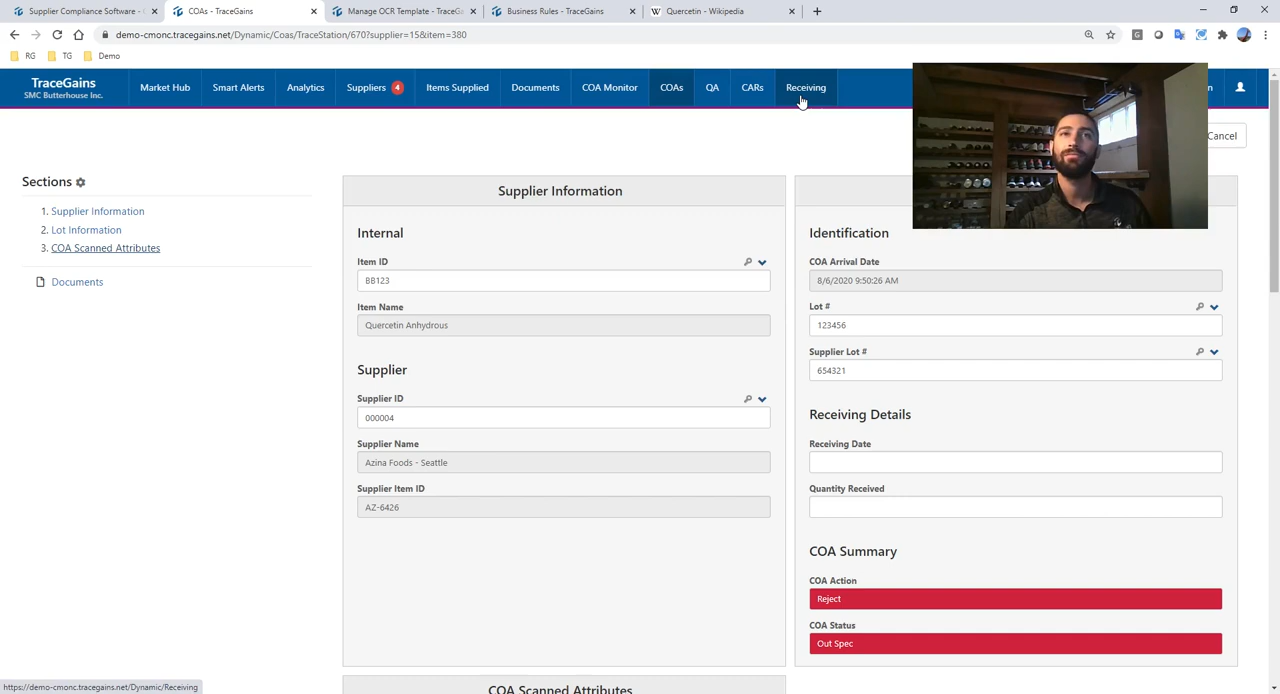 Supplier Compliance Software -
COAs - TraceGains
Manage OCR Template - TraceGa
Business Rules - TraceGains
W Quercetin - Wikipedia
demo-cmonc.tracegains.net/Dynamic/Coas/TraceStation/670?supplier=15&item=380
RG
TG
Demo
TraceGains
SMC Butterhouse Inc.
Market Hub
Smart Alerts
Analytics
Suppliers 4
Items Supplied
Documents
COA Monitor
COAs
QA
CARs
Receiving
n
Cancel
Sections
1. Supplier Information
2. Lot Information
3. COA Scanned Attributes
Documents
Supplier Information
Internal
Item ID
BB123
Item Name
Quercetin Anhydrous
Supplier
Supplier ID
000004
Supplier Name
Azina Foods - Seattle
Supplier Item ID
AZ-6426
Identification
COA Arrival Date
8/6/2020 9:50:26 AM
Lot #
123456
Supplier Lot #
654321
Receiving Details
Receiving Date
Quantity Received
COA Summary
COA Action
Reject
COA Status
Out Spec
COA Scanned Attributes
https://demo-cmonc.tracegains.net/Dynamic/Receiving